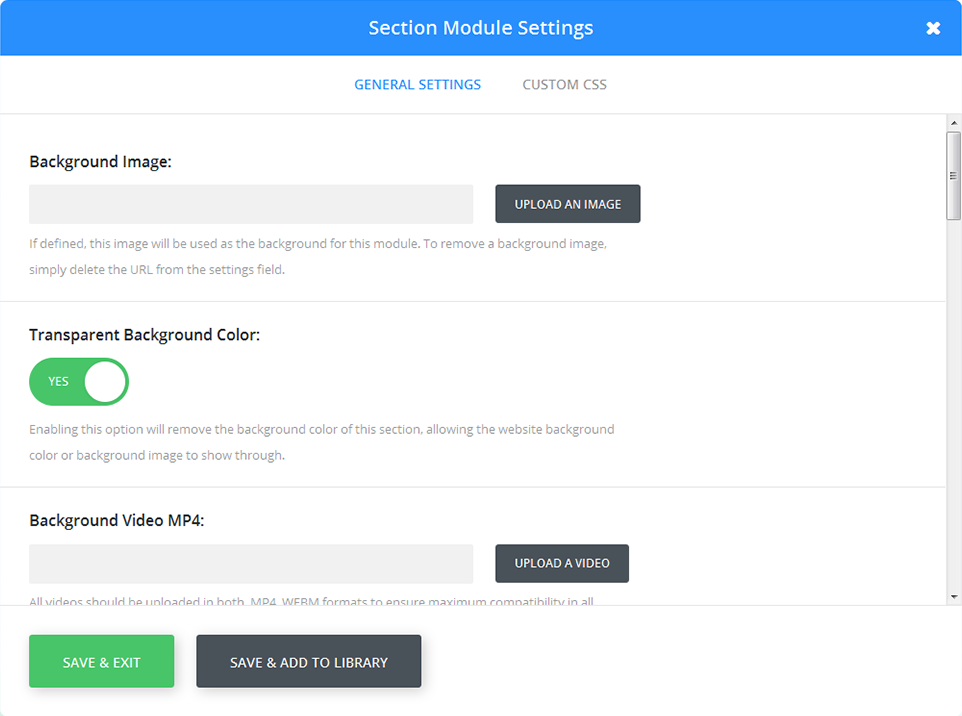 Section Module Settings
GENERAL SETTINGS
CUSTOM CSS
Background Image:
UPLOAD AN IMAGE
If defined, this image will be used as the background for this module. To remove a background image,
simply delete the URL from the settings field.
Transparent Background Color:
YES
Enabling this option will remove the background color of this section, allowing the website background
color or background image to show through.
Background Video MP4:
UPLOAD A VIDEO
All videos should be uploaded in both .MP4 .WEBM formats to ensure maximum compatibility in all
SAVE & EXIT
SAVE & ADD TO LIBRARY